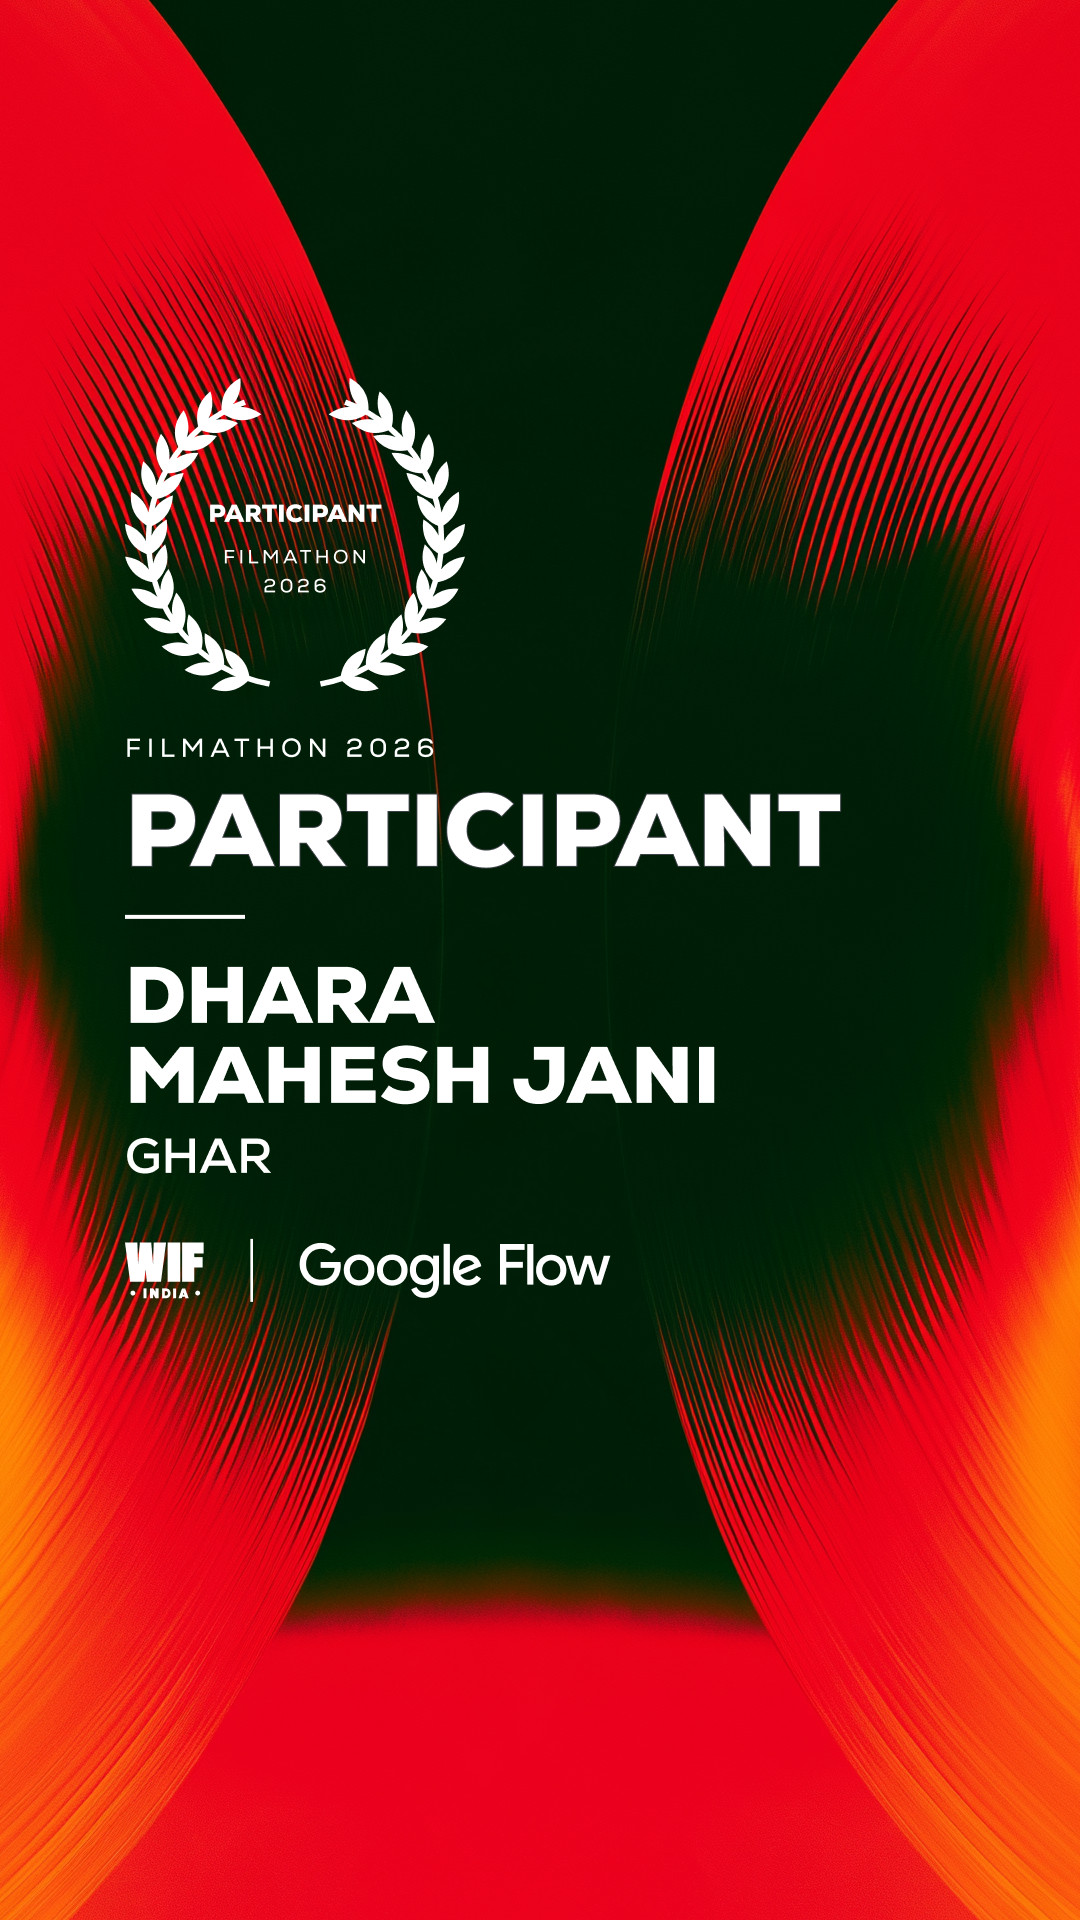 PARTICIPANT
FILMATHON
2026
FILMATHON 2026
PARTICIPANT
DHARA
MAHESH JANI
GHAR
WIF
• INDIA •
Google Flow